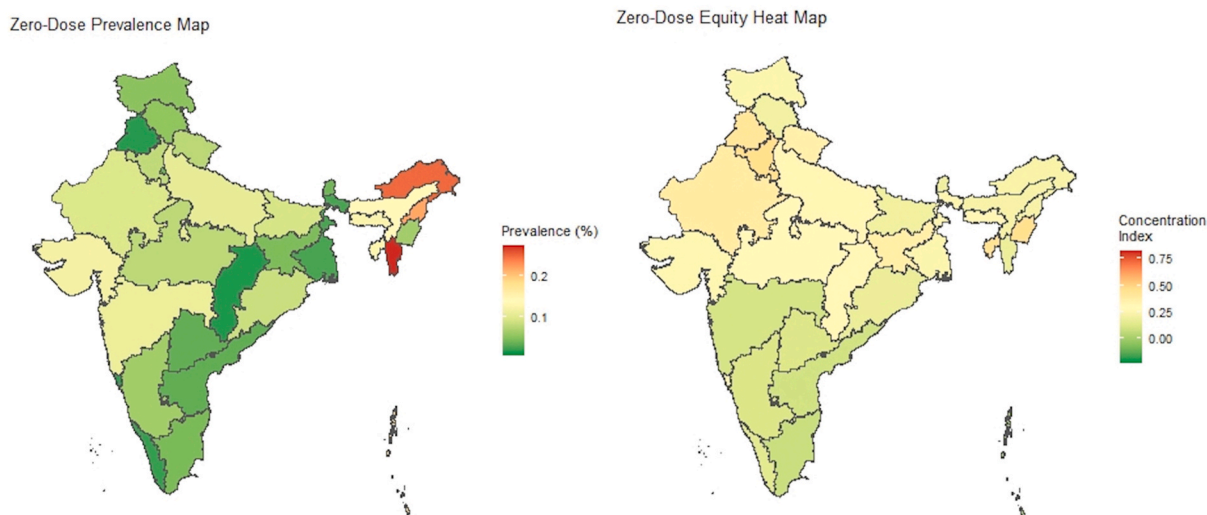 Zero-Dose Prevalence Map
Prevalence (%)
0.2
0.1
Zero-Dose Equity Heat Map
Concentration
Index
0.75
0.50
0.25
0.00